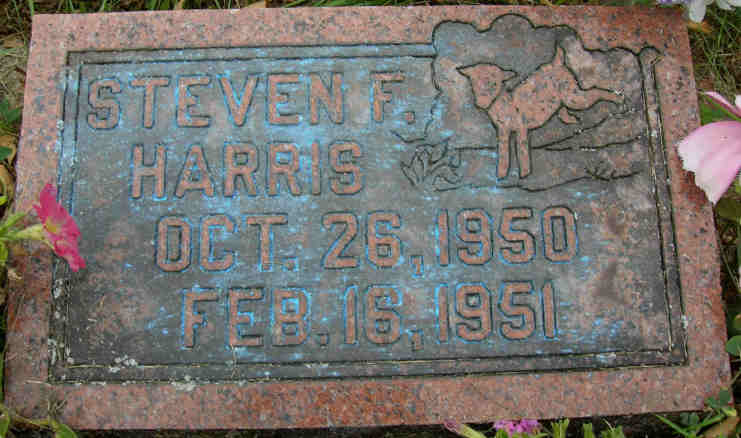 STEVEN F.
HARRIS
OCT. 26, 1950
FEB. 16, 1951